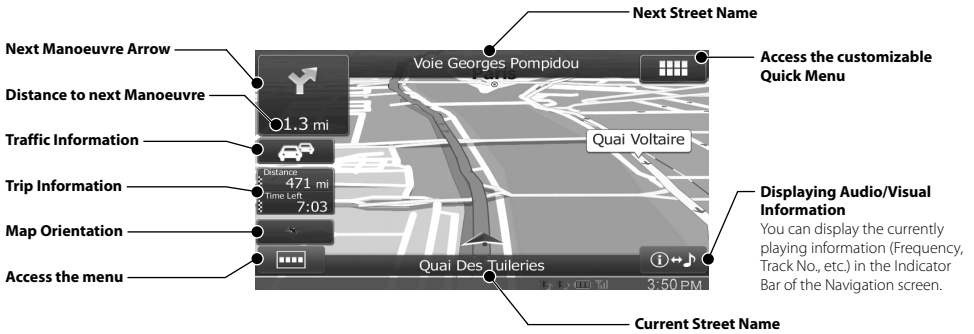 Next Street Name
Next Manoeuvre Arrow
Distance to next Manoeuvre
Traffic Information
Trip Information
Map Orientation
Access the menu
Voie Georges Pompidou
Paris
1.3 mi
Distance
471 mi
Time Left
7:03
Quai Voltaire
Quai Des Tuileries
3:50 PM
Access the customizable
Quick Menu
Displaying Audio/Visual
Information
You can display the currently
playing information (Frequency,
Track No., etc.) in the Indicator
Bar of the Navigation screen.
Current Street Name